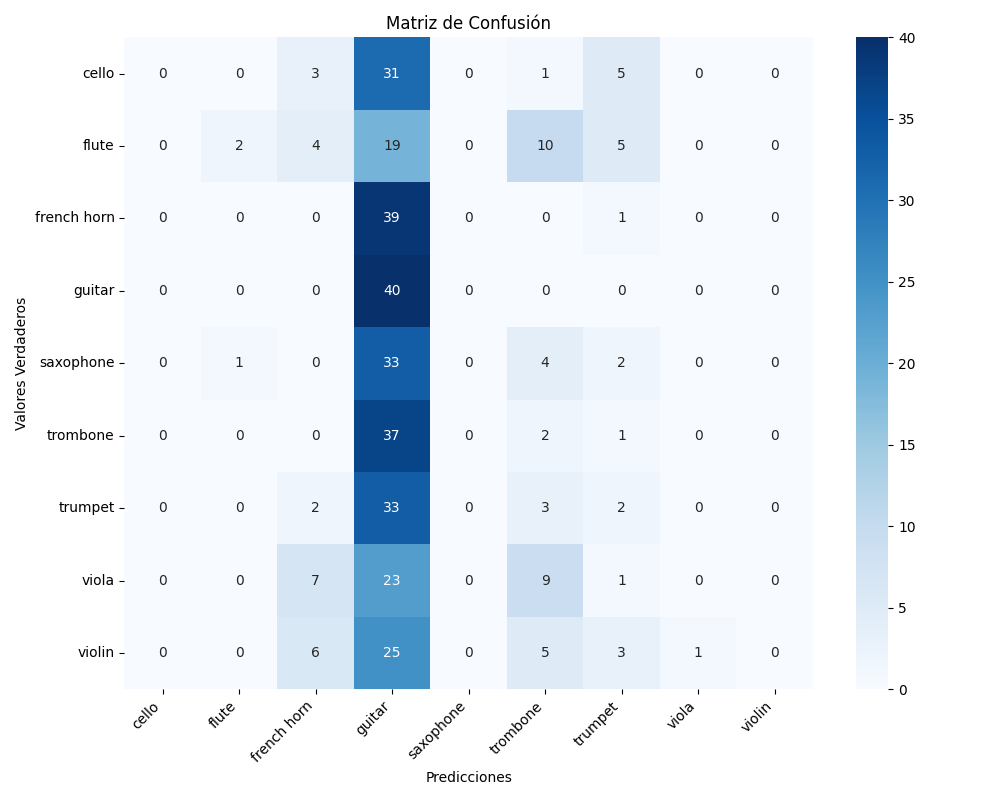 Matriz de Confusión
Valores Verdaderos
cello 0 0 3 31 0 1 5 0 0
flute 0 2 4 19 0 10 5 0 0
french horn 0 0 0 39 0 0 1 0 0
guitar 0 0 0 40 0 0 0 0 0
saxophone 0 1 0 33 0 4 2 0 0
trombone 0 0 0 37 0 2 1 0 0
trumpet 0 0 2 33 0 3 2 0 0
viola 0 0 7 23 0 9 1 0 0
violin 0 0 6 25 0 5 3 1 0
cello flute french horn guitar saxophone trombone trumpet viola violin
Predicciones
40
35
30
25
20
15
10
5
0